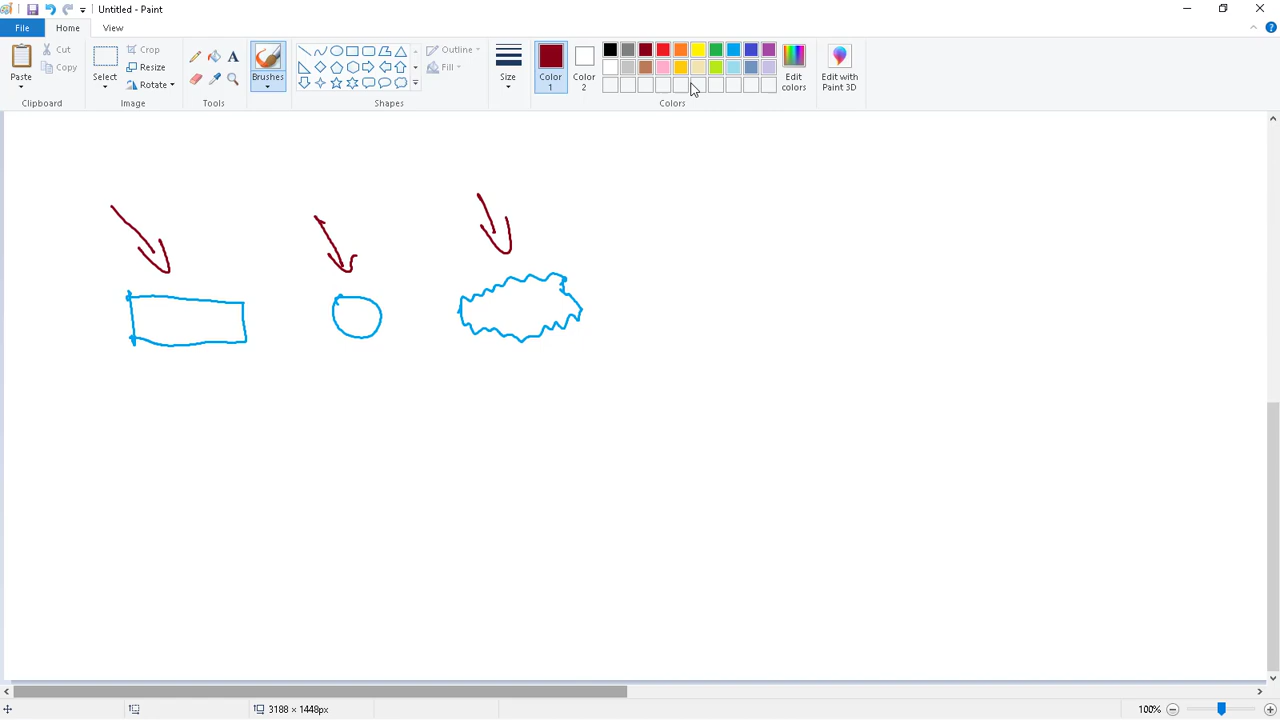 Untitled - Paint
File Home View
Paste
Clipboard
Cut
Copy
Select
Crop
Resize
Rotate
Image
A
Tools
Brushes
Shapes
Outline
Fill
Size
Color 1
Color 2
Colors
Edit colors
Edit with Paint 3D
3188 × 1448px
100%